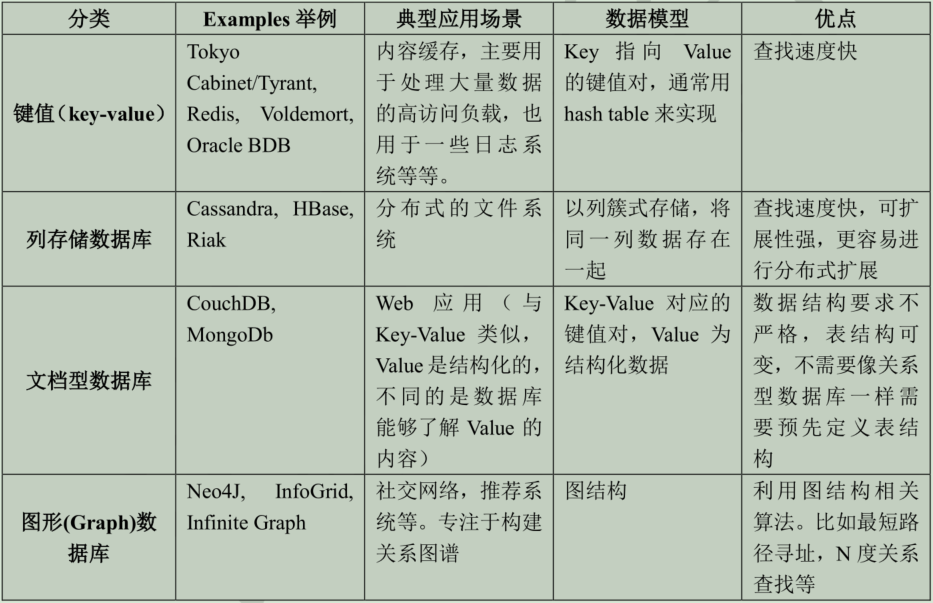 分类 Examples 举例 典型应用场景 数据模型 优点
键值（key-value）
Tokyo
Cabinet/Tyrant,
Redis, Voldemort,
Oracle BDB
内容缓存，主要用
于处理大量数据
的高访问负载，也
用于一些日志系
统等等。
Key 指向 Value
的键值对，通常用
hash table 来实现
查找速度快
列存储数据库
Cassandra, HBase,
Riak
分布式的文件系
统
以列簇式存储，将
同一列数据存在
一起
查找速度快，可扩
展性强，更容易进
行分布式扩展
文档型数据库
CouchDB,
MongoDb
Web 应用（与
Key-Value 类似，
Value 是结构化的，
不同的是数据库
能够了解 Value 的
内容）
Key-Value 对应的
键值对，Value 为
结构化数据
数据结构要求不
严格，表结构可
变，不需要像关系
型数据库一样需
要预先定义表结
构
图形(Graph)数
据库
Neo4J, InfoGrid,
Infinite Graph
社交网络，推荐系
统等。专注于构建
关系图谱
图结构
利用图结构相关
算法。比如最短路
径寻址，N 度关系
查找等